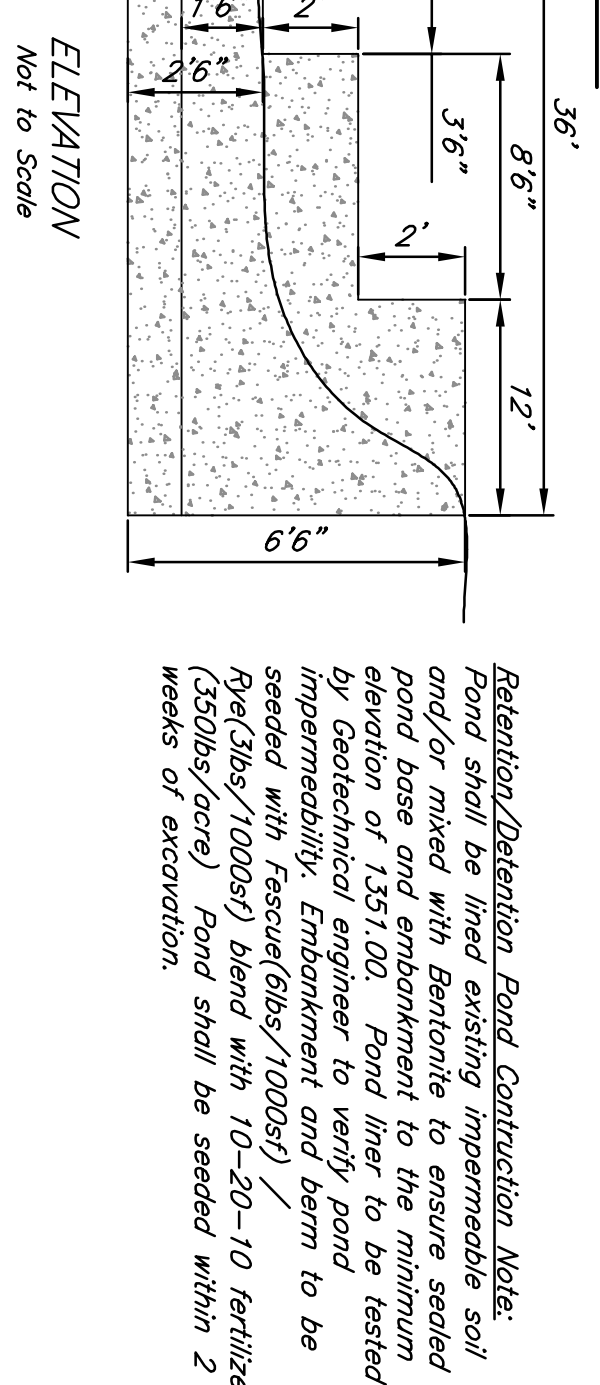 36'
8'6"
12'
3'6"
2'
2'
1'6
2'6"
6'6"
ELEVATION
Not to Scale
Retention/Detention Pond Contruction Note:
Pond shall be lined existing impermeable soil
and/or mixed with Bentonite to ensure sealed
pond base and embankment to the minimum
elevation of 1351.00. Pond liner to be tested
by Geotechnical engineer to verify pond
impermeability. Embankment and berm to be
seeded with Fescue(6lbs/1000sf) /
Rye(3lbs/1000sf) blend with 10-20-10 fertilize
(350lbs/acre) Pond shall be seeded within 2
weeks of excavation.